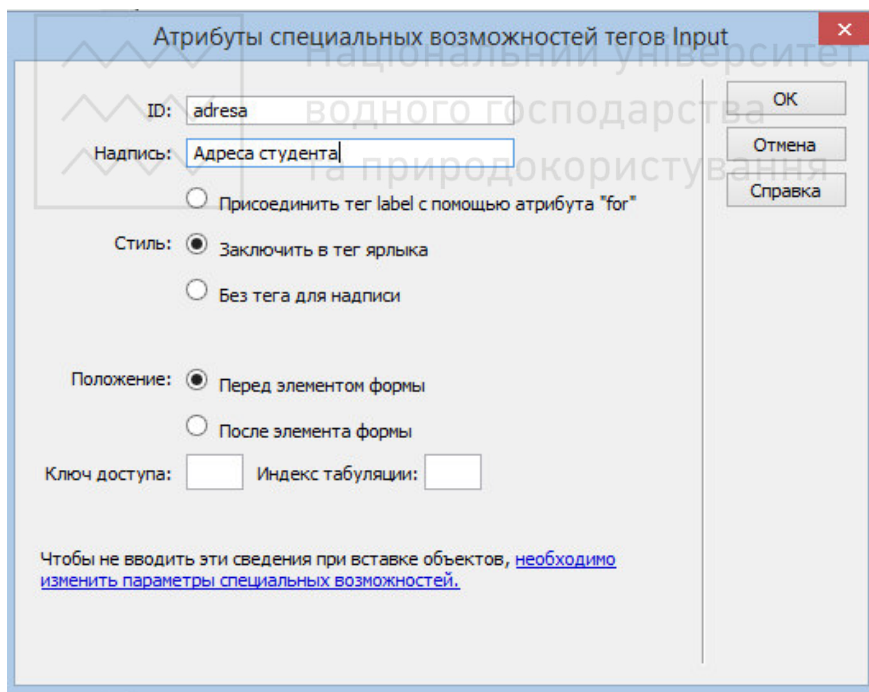 Атрибуты специальных возможностей тегов Input
Національний університет
водного господарства
та природокористування
ID: adresa
Надпись: Адреса студента
Присоединить тег label с помощью атрибута "for"
Стиль: Заключить в тег ярлыка
Без тега для надписи
Положение: Перед элементом формы
После элемента формы
Ключ доступа: Индекс табуляции:
Чтобы не вводить эти сведения при вставке объектов, необходимо
изменить параметры специальных возможностей.
OK
Отмена
Справка